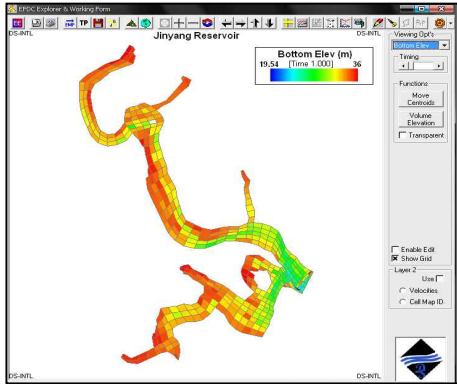 EFDC Explorer & Working Form
TP
DS-INTL
Jinyang Reservoir
DS-INTL
Bottom Elev (m)
19.54 [Time 1.000] 36
DS-INTL
DS-INTL
Viewing Opt's
Bottom Elev
Timing
Functions
Move
Centroids
Volume
Elevation
Transparent
Enable Edit
Show Grid
Layer 2
Use
Velocities
Cell Map ID